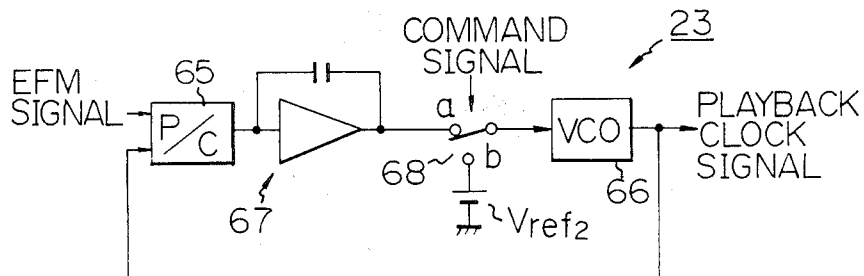 COMMAND
SIGNAL
23
EFM
SIGNAL
65
P/C
67
a
b
68
Vref2
VCO
66
PLAYBACK
CLOCK
SIGNAL